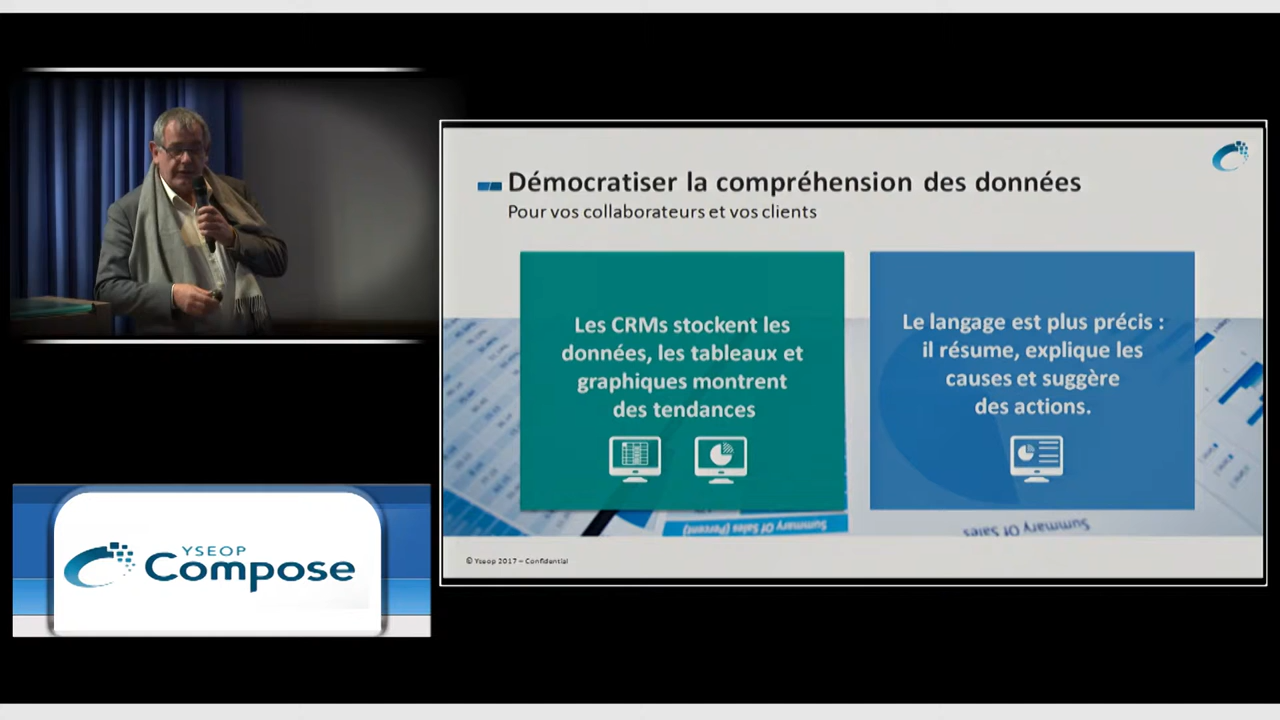 Démocratiser la compréhension des données
Pour vos collaborateurs et vos clients
Les CRMs stockent les
données, les tableaux et
graphiques montrent
des tendances
Le langage est plus précis :
il résume, explique les
causes et suggère
des actions.
Summary Of Sales (Percent)
Summary Of Sales
© Yseop 2017 – Confidential
YSEOP
Compose